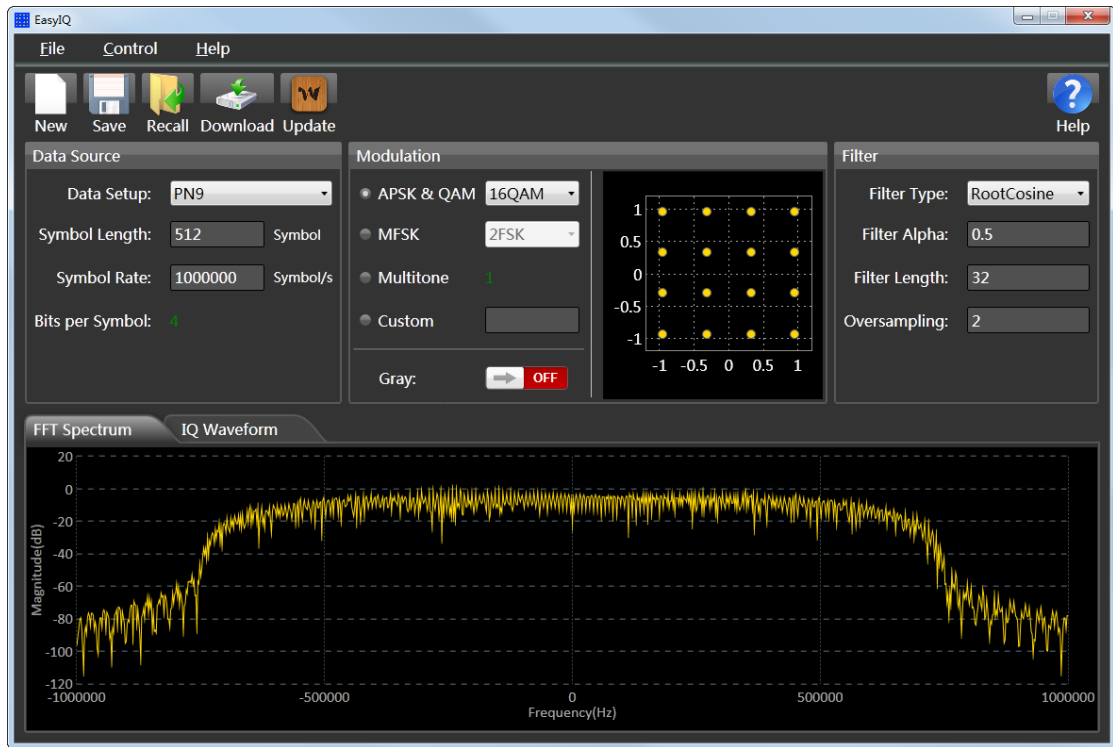 EasyIQ
File Control Help
New Save Recall Download Update Help
Data Source
Data Setup: PN9
Symbol Length: 512 Symbol
Symbol Rate: 1000000 Symbol/s
Bits per Symbol: 4
Modulation
APSK & QAM 16QAM
MFSK 2FSK
Multitone 1
Custom
Gray: OFF
1
0.5
0
-0.5
-1
-1 -0.5 0 0.5 1
Filter
Filter Type: RootCosine
Filter Alpha: 0.5
Filter Length: 32
Oversampling: 2
FFT Spectrum IQ Waveform
Magnitude(dB)
20
0
-20
-40
-60
-80
-100
-120
-1000000 -500000 0 500000 1000000
Frequency(Hz)